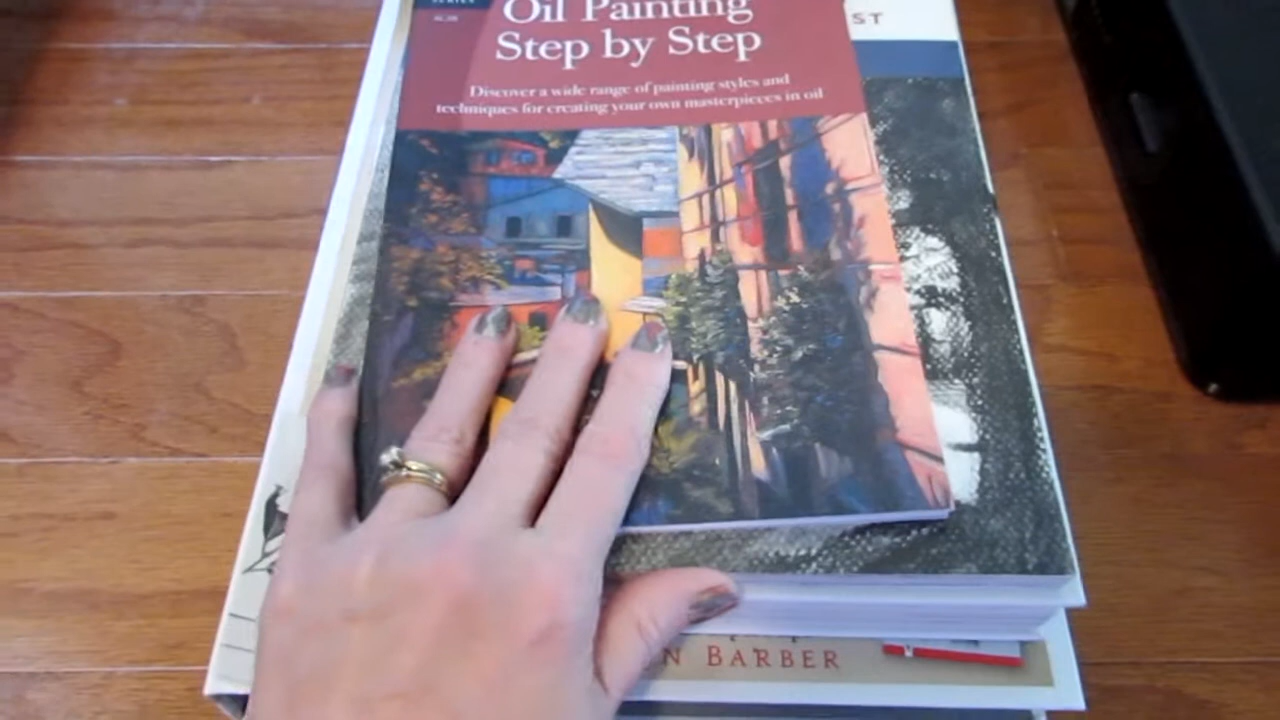 SERIES
Oil Painting
ST
Step by Step
Discover a wide range of painting styles and
techniques for creating your own masterpieces in oil
N BARBER